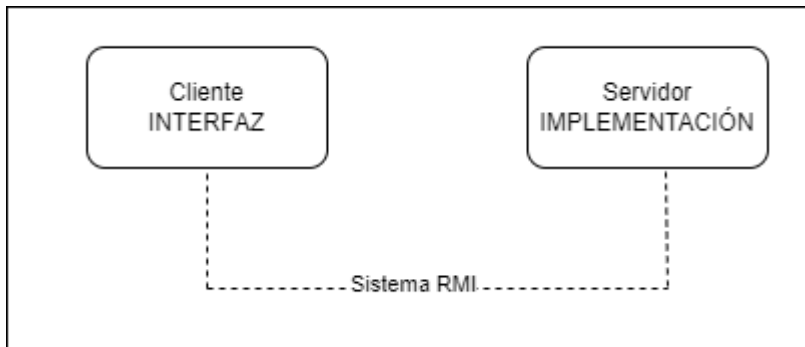 Cliente
INTERFAZ
Servidor
IMPLEMENTACIÓN
Sistema RMI